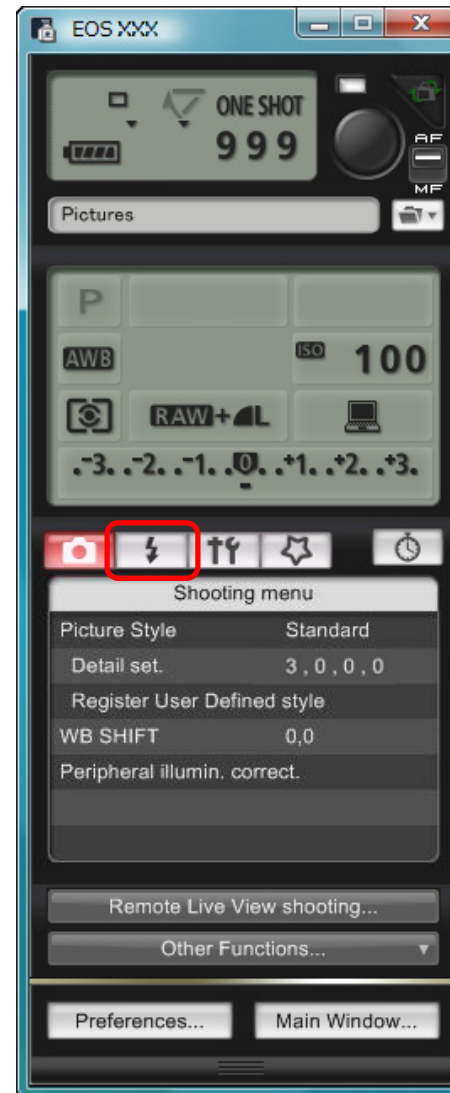 EOS XXX
ONE SHOT
999
AF
MF
Pictures
P
AWB
ISO 100
RAW+L
.-3. .-2. .-1. .0. .+1. .+2. .+3.
Shooting menu
Picture Style Standard
Detail set. 3 , 0 , 0 , 0
Register User Defined style
WB SHIFT 0,0
Peripheral illumin. correct.
Remote Live View shooting...
Other Functions...
Preferences... Main Window...